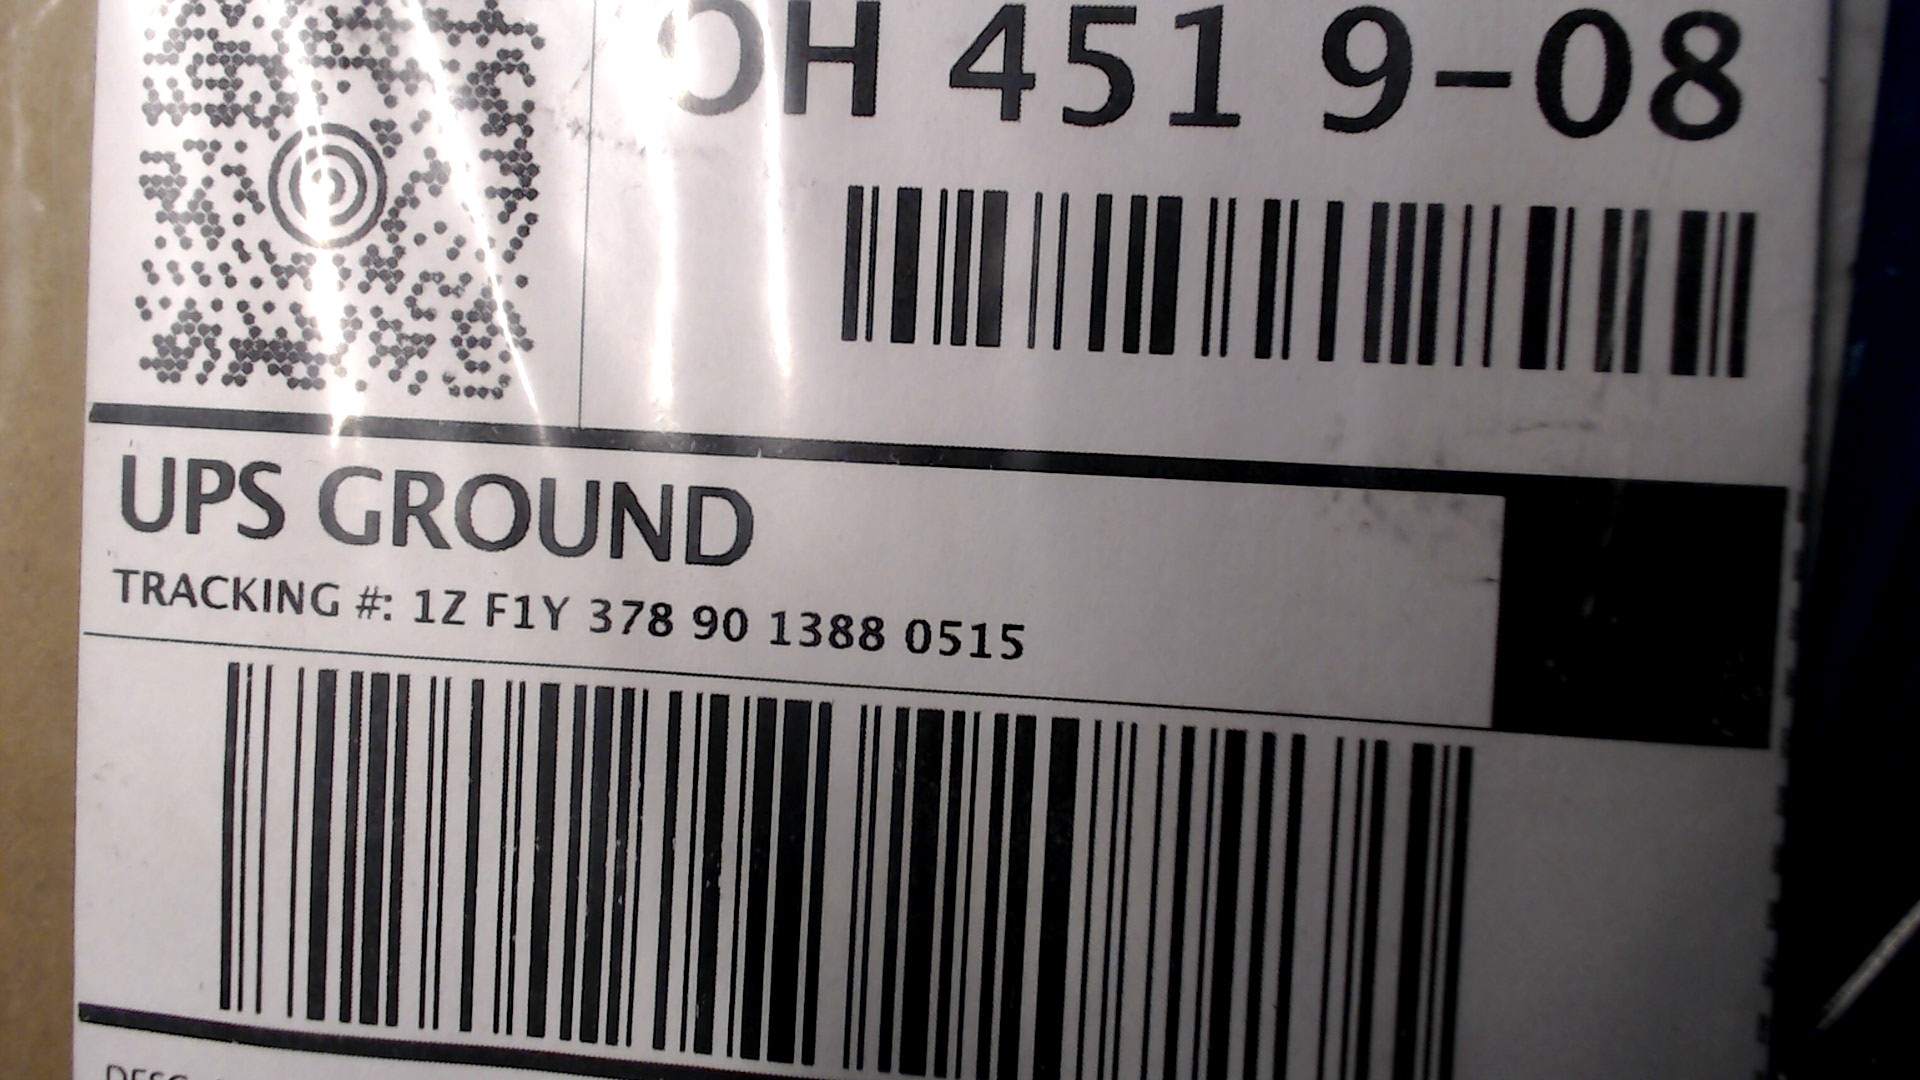 OH 451 9-08
UPS GROUND
TRACKING #: 1Z F1Y 378 90 1388 0515